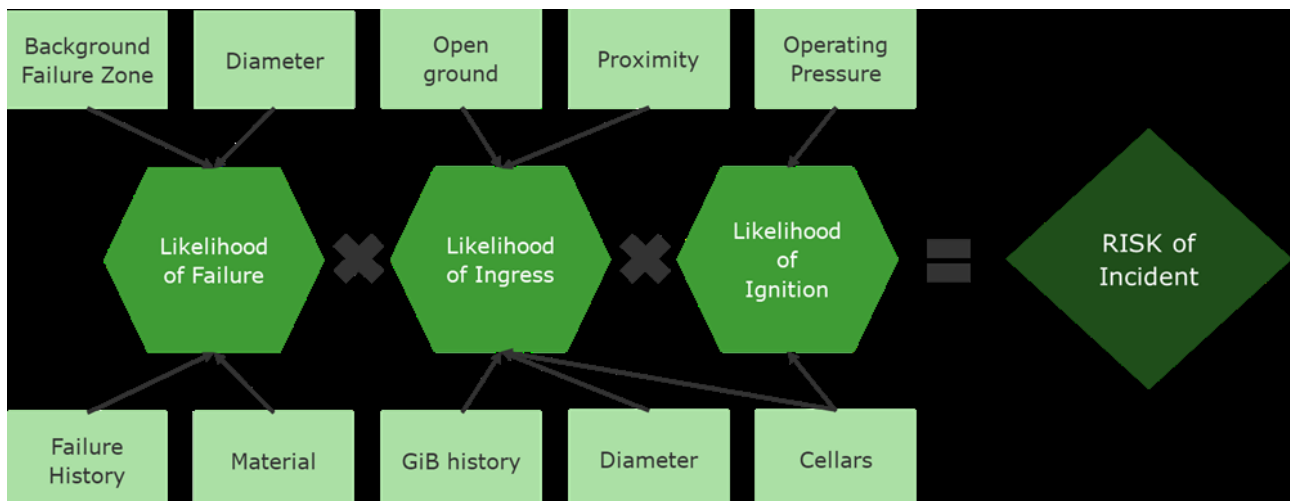 Background
Failure Zone
Diameter
Open
ground
Proximity
Operating
Pressure
Likelihood
of Failure
Likelihood
of Ingress
Likelihood
of
Ignition
RISK of
Incident
Failure
History
Material
GiB history
Diameter
Cellars